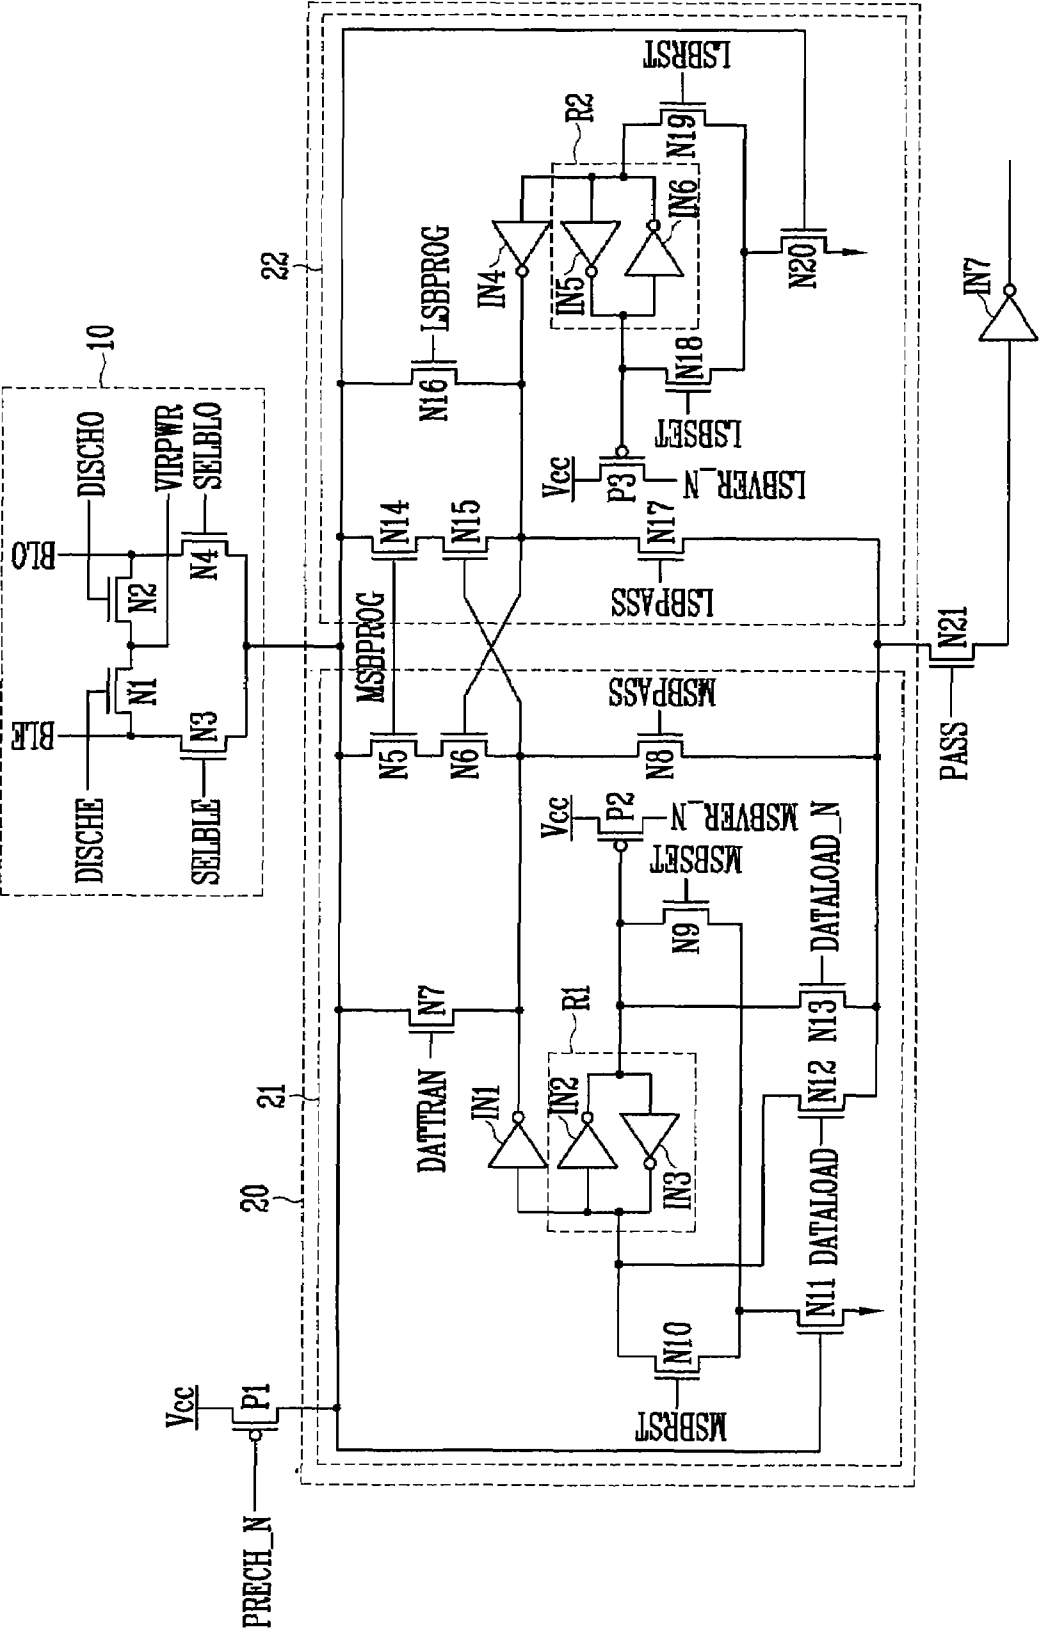 10
DISCHO
VIRPWR
SELBLO
BLO
N2
N4
N1
BLE
N3
DISCHE
SELBLE
22
LSBRST
R2
N19
IN4
IN5
IN6
LSBPROG
N16
N20
N18
LSBSET
Vcc
P3
LSBVER_N
N14
N15
N17
LSBPASS
IN7
N21
PASS
MSBPROG
20
21
N5
N6
N8
MSBPASS
Vcc
P2
MSBVER_N
MSBSET
N9
N7
DATTRAN
R1
IN1
IN2
IN3
DATALOAD_N
N13
N12
DATALOAD
N11
N10
MSBRST
Vcc
P1
PRECH_N